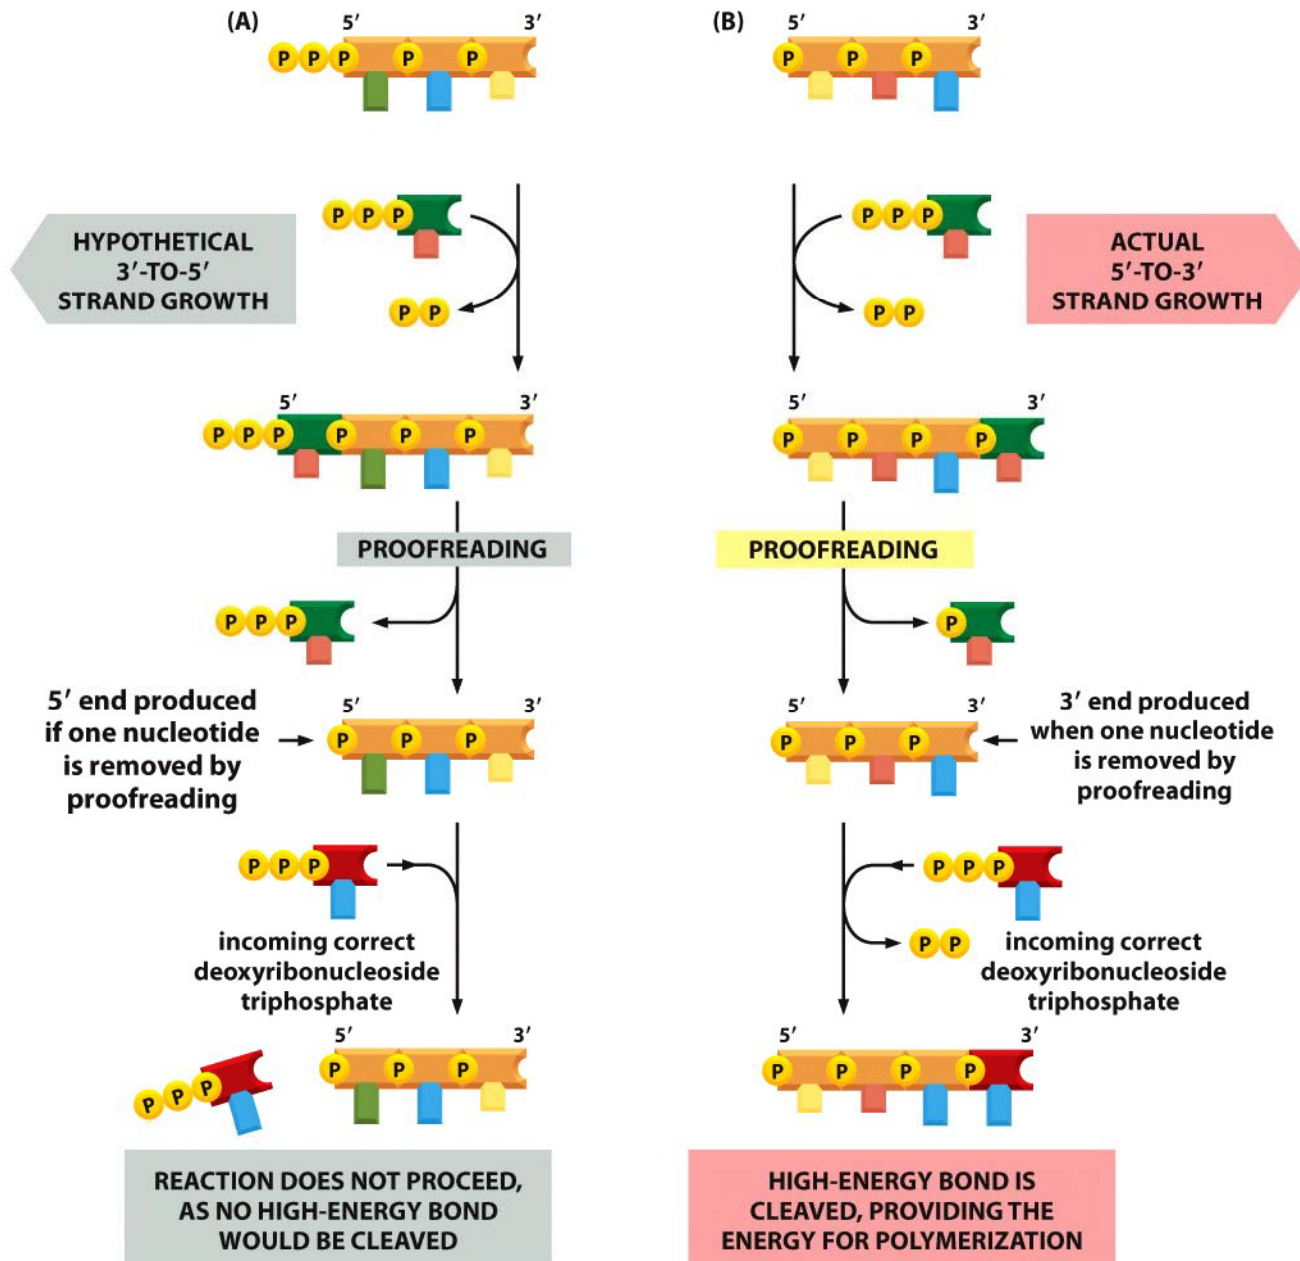 (A)
5′
3′
P P P P P
HYPOTHETICAL
3′-TO-5′
STRAND GROWTH
P P P
P P
5′
3′
P P P P P P
PROOFREADING
P P P
5′ end produced
if one nucleotide
is removed by
proofreading
5′
3′
P P P
P P P
incoming correct
deoxyribonucleoside
triphosphate
5′
3′
P P P
P P P
REACTION DOES NOT PROCEED,
AS NO HIGH-ENERGY BOND
WOULD BE CLEAVED
(B)
5′
3′
P P P
P P P
ACTUAL
5′-TO-3′
STRAND GROWTH
P P
5′
3′
P P P P
PROOFREADING
P
5′
3′
P P P
3′ end produced
when one nucleotide
is removed by
proofreading
P P P
P P
incoming correct
deoxyribonucleoside
triphosphate
5′
3′
P P P P
HIGH-ENERGY BOND IS
CLEAVED, PROVIDING THE
ENERGY FOR POLYMERIZATION